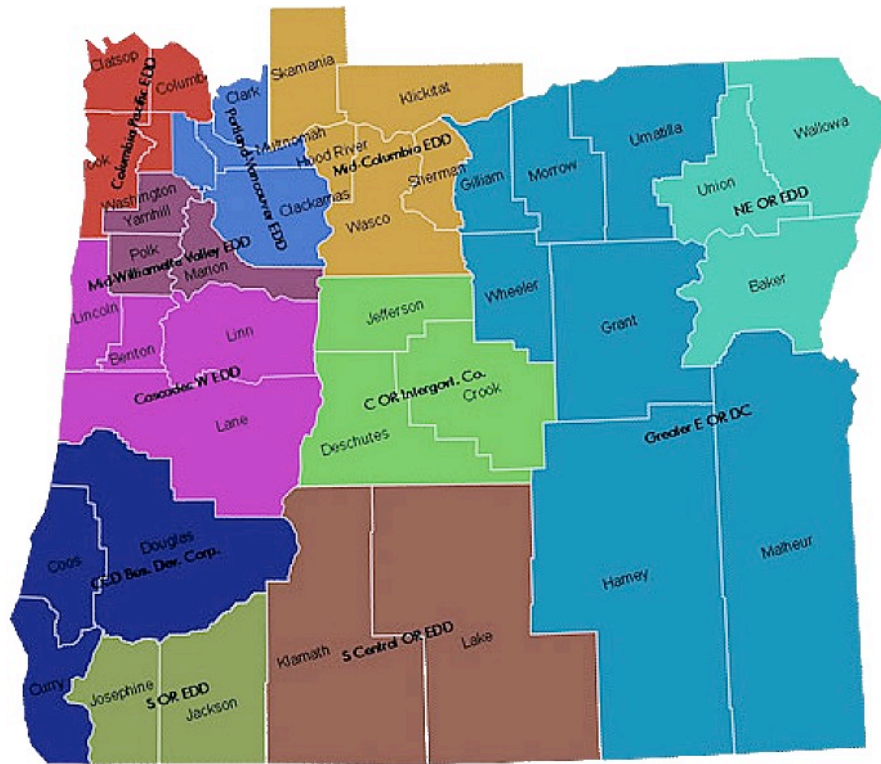 Clatsop
Columb
Columbia Pacific EDD
ook
Washington
Clark
Portland-Vancouver EDD
Multnomah
Clackamas
Skamania
Klickitat
Hood River
Mid-Columbia EDD
Sherman
Wasco
Gilliam
Morrow
Umatilla
Union
Wallowa
NE OR EDD
Baker
Yamhill
Polk
Mid-Willamette Valley EDD
Marion
Lincoln
Benton
Linn
Cascades W EDD
Lane
Jefferson
C OR Intergovt. Co.
Crook
Deschutes
Wheeler
Grant
Greater E OR DC
Harney
Malheur
Coos
Douglas
CCD Bus. Dev. Corp.
Curry
Josephine
S OR EDD
Jackson
Klamath
S Central OR EDD
Lake